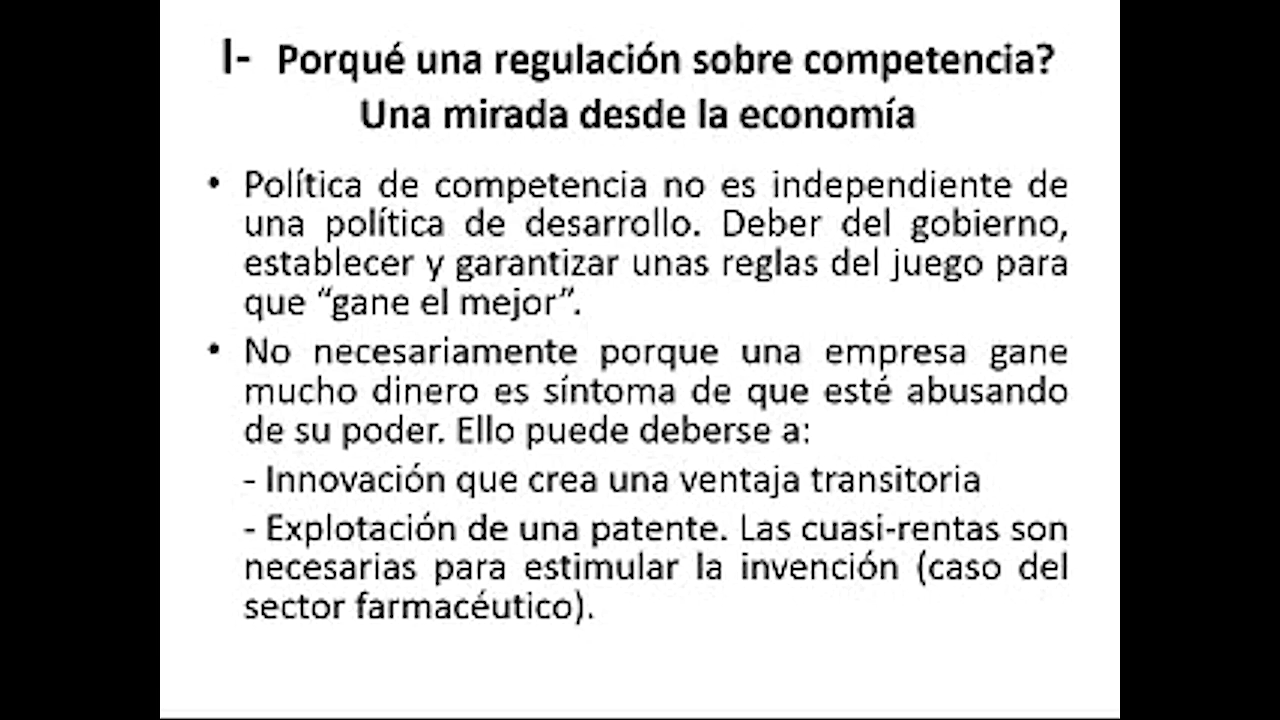 I- Porqué una regulación sobre competencia?
Una mirada desde la economía
• Política de competencia no es independiente de
una política de desarrollo. Deber del gobierno,
establecer y garantizar unas reglas del juego para
que “gane el mejor”.
• No necesariamente porque una empresa gane
mucho dinero es síntoma de que esté abusando
de su poder. Ello puede deberse a:
- Innovación que crea una ventaja transitoria
- Explotación de una patente. Las cuasi-rentas son
necesarias para estimular la invención (caso del
sector farmacéutico).